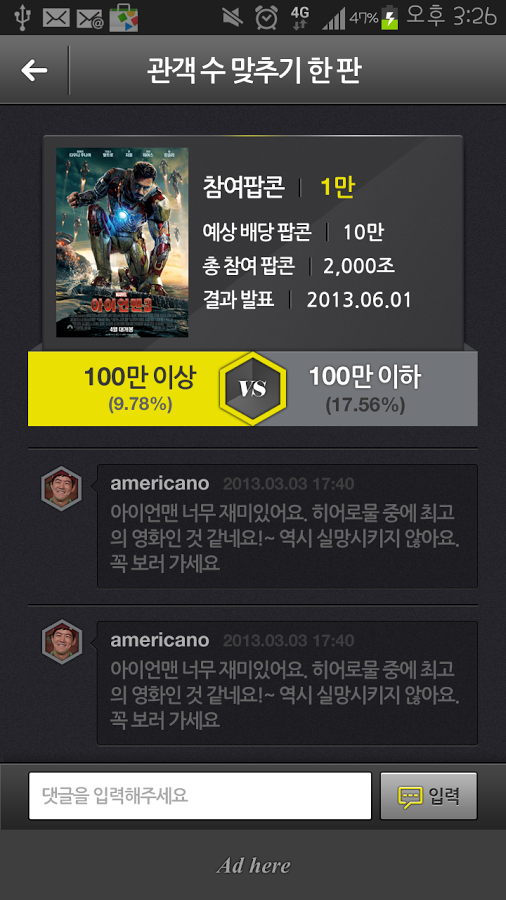 4G 47% 오후 3:26
관객 수 맞추기 한 판
참여팝콘 | 1만
예상 배당 팝콘 | 10만
총 참여 팝콘 | 2,000조
결과 발표 | 2013.06.01
MARVEL
아이언맨3
4월 대개봉
100만 이상 VS 100만 이하
(9.78%) (17.56%)
americano 2013.03.03 17:40
아이언맨 너무 재미있어요. 히어로물 중에 최고
의 영화인 것 같네요!~ 역시 실망시키지 않아요.
꼭 보러 가세요
americano 2013.03.03 17:40
아이언맨 너무 재미있어요. 히어로물 중에 최고
의 영화인 것 같네요!~ 역시 실망시키지 않아요.
꼭 보러 가세요
댓글을 입력해주세요 입력
Ad here